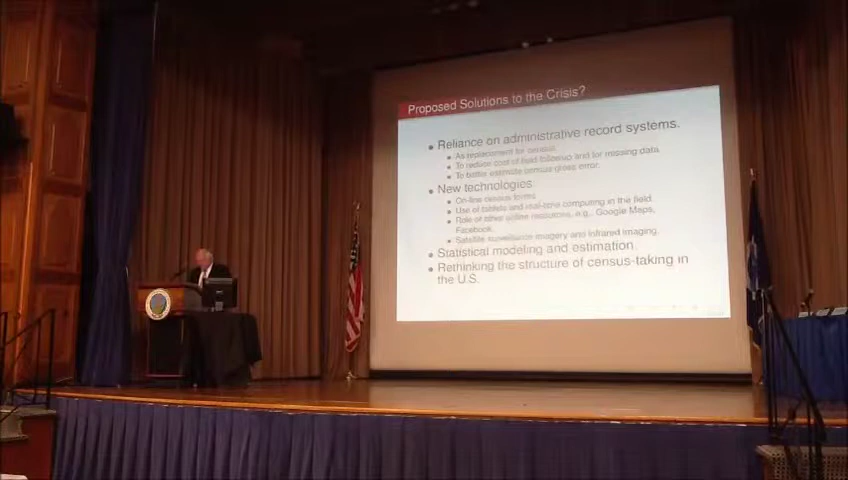 Proposed Solutions to the Crisis?
Reliance on administrative record systems.
As replacement for census.
To reduce cost of field followup and for missing data.
To better estimate census gross error.
New technologies
On-line census forms.
Use of tablets and real-time computing in the field.
Role of other online resources, e.g., Google Maps,
Facebook.
Satellite surveillance imagery and infrared imaging.
Statistical modeling and estimation.
Rethinking the structure of census-taking in
the U.S.